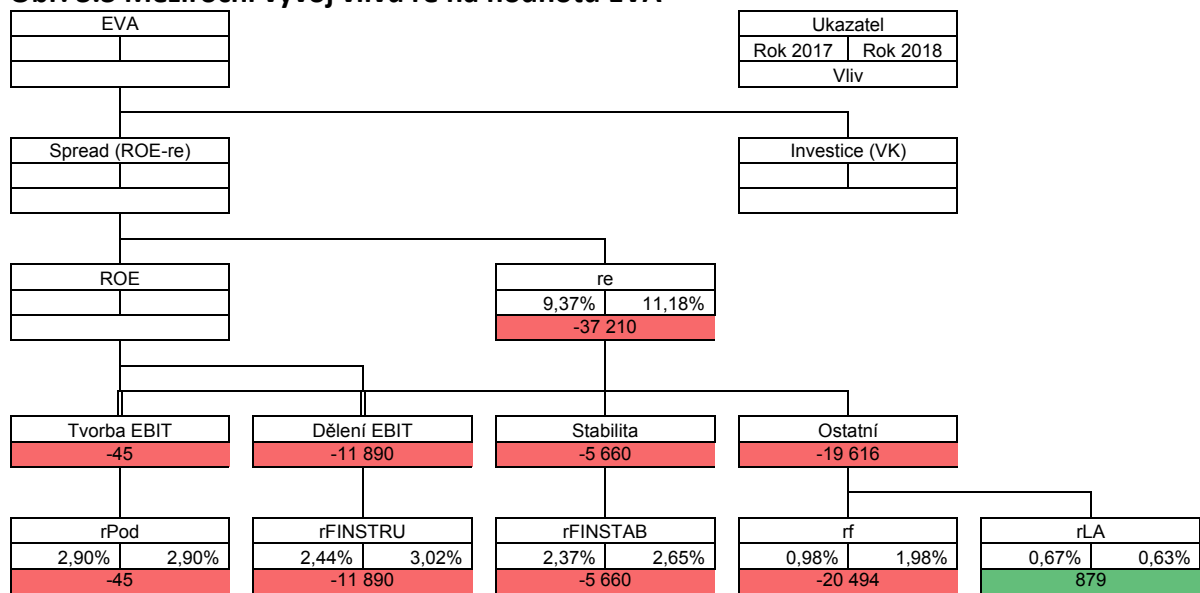 EVA
Ukazatel
Rok 2017 Rok 2018
Vliv
Spread (ROE-re)
Investice (VK)
ROE
re
9,37% 11,18%
-37 210
Tvorba EBIT
-45
Dělení EBIT
-11 890
Stabilita
-5 660
Ostatní
-19 616
rPod
2,90% 2,90%
-45
rFINSTRU
2,44% 3,02%
-11 890
rFINSTAB
2,37% 2,65%
-5 660
rf
0,98% 1,98%
-20 494
rLA
0,67% 0,63%
879